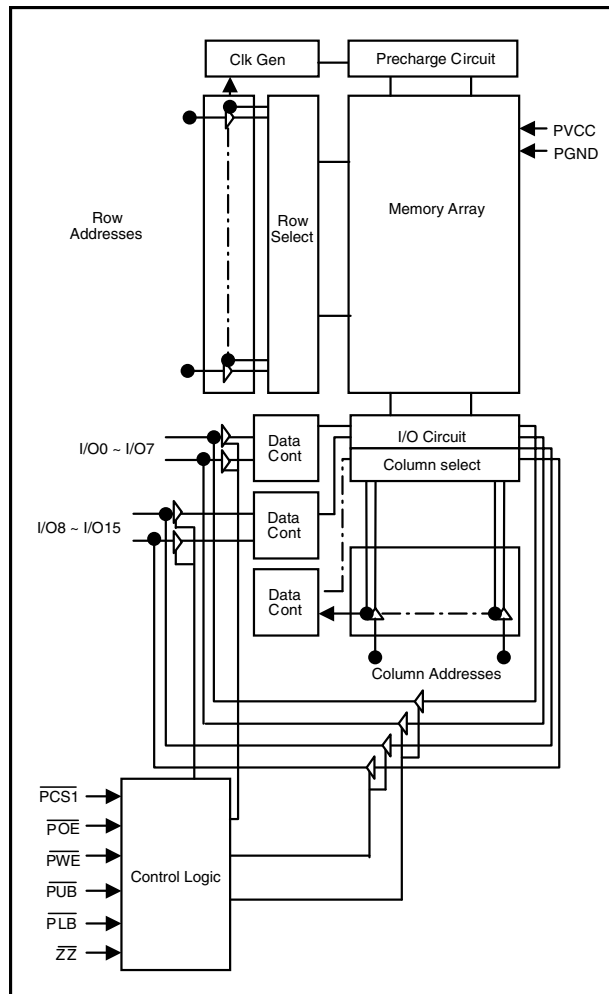 Clk Gen
Precharge Circuit
PVCC
PGND
Row
Addresses
Row
Select
Memory Array
I/O0 ~ I/O7
Data
Cont
I/O Circuit
Column select
I/O8 ~ I/O15
Data
Cont
Data
Cont
Column Addresses
PCS1
POE
PWE
PUB
PLB
ZZ
Control Logic